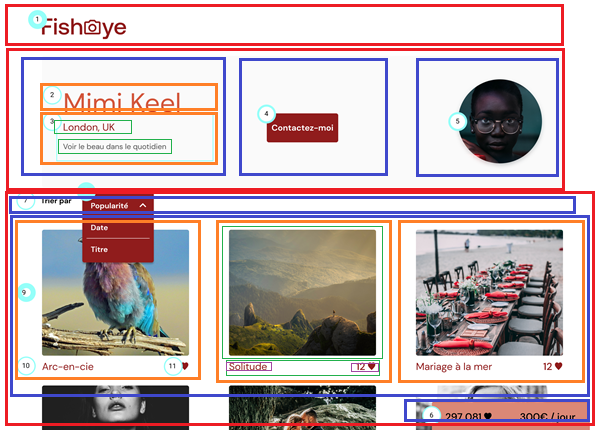 1
FishEye
2
Mimi Keel
3
London, UK
Voir le beau dans le quotidien
4
Contactez-moi
5
7
Trier par
Popularité
Date
Titre
9
10
Arc-en-cie
11
Solitude
12
Mariage à la mer
12
6
297 081
300€ / jour